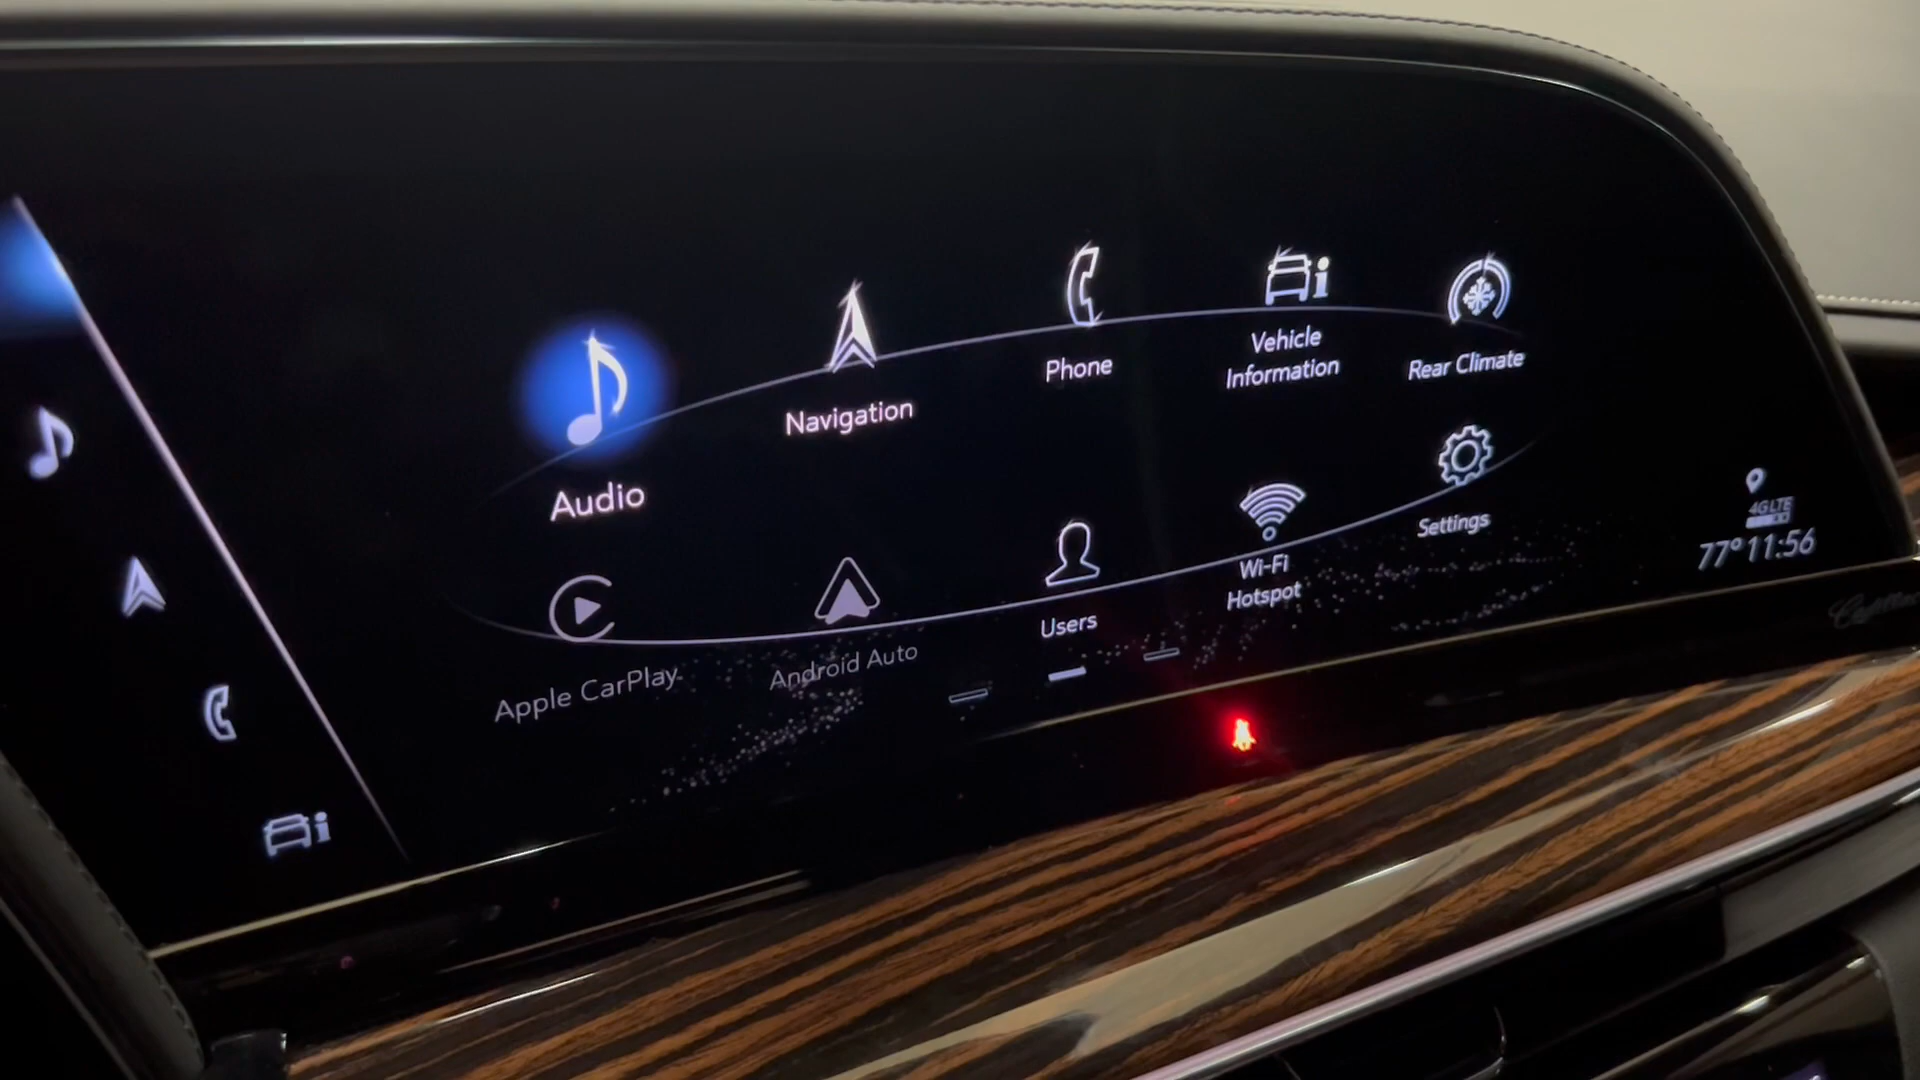 Audio
Navigation
Phone
Vehicle
Information
Rear Climate
Apple CarPlay
Android Auto
Users
Wi-Fi
Hotspot
Settings
4G LTE
77° 11:56
Cadillac